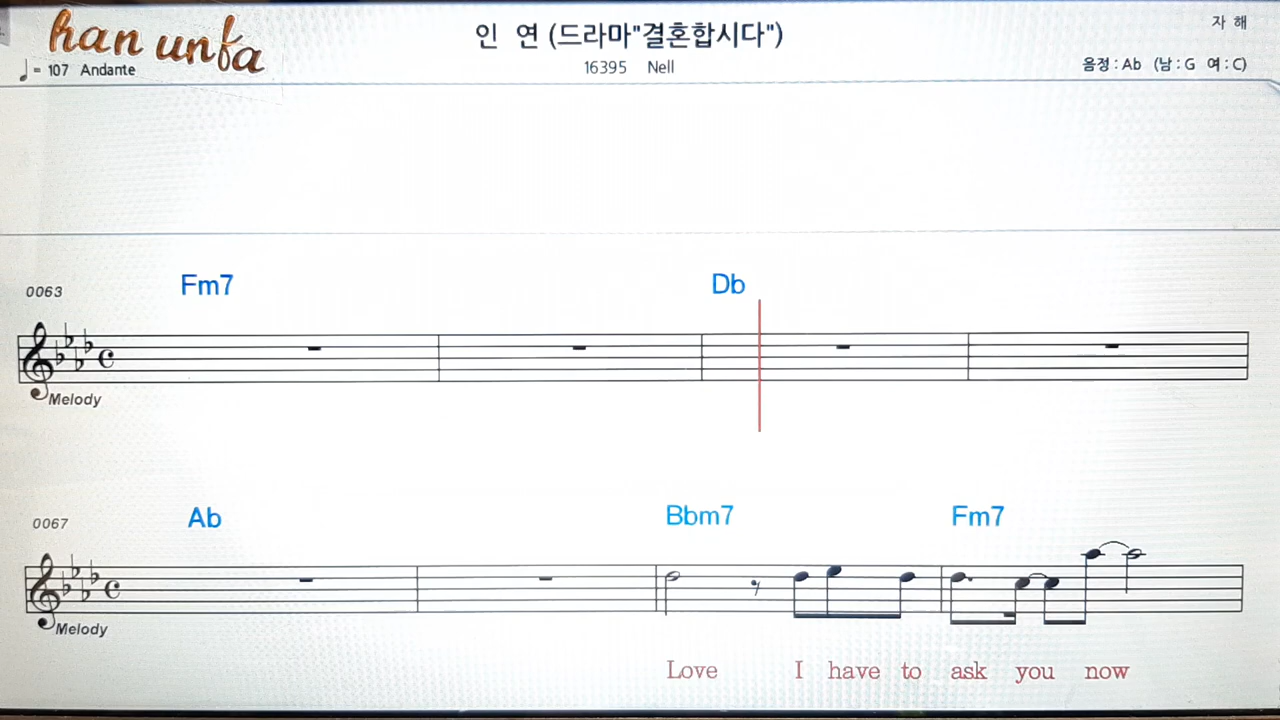 han unfa
인 연 (드라마"결혼합시다")
자 해
♩= 107 Andante
16395 Nell
음정 : Ab (남 : G 여 : C)
Fm7 Db
0063
Melody
Ab Bbm7 Fm7
0067
Melody
Love I have to ask you now